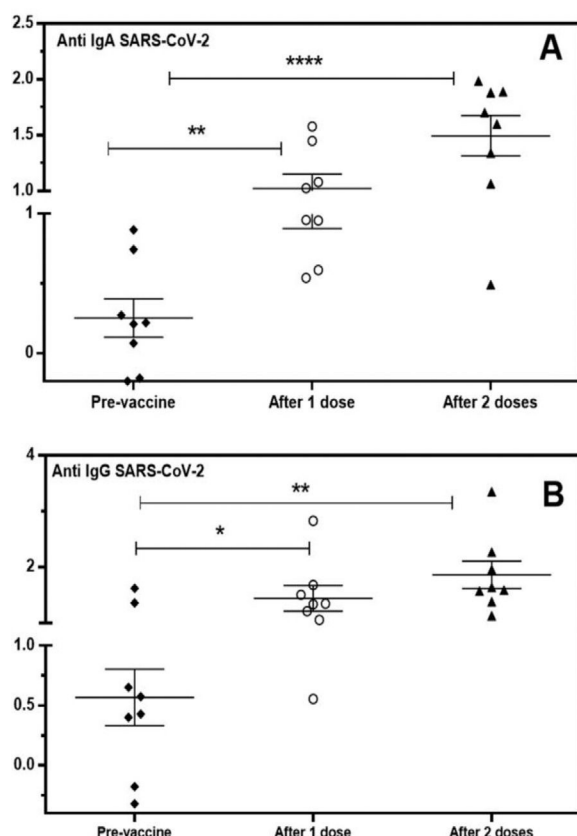 2.5
Anti IgA SARS-CoV-2
A
****
2.0
**
1.5
1.0
1
0
Pre-vaccine After 1 dose After 2 doses
4
Anti IgG SARS-CoV-2
B
**
*
2
1.0
0.5
0.0
Pre-vaccine After 1 dose After 2 doses